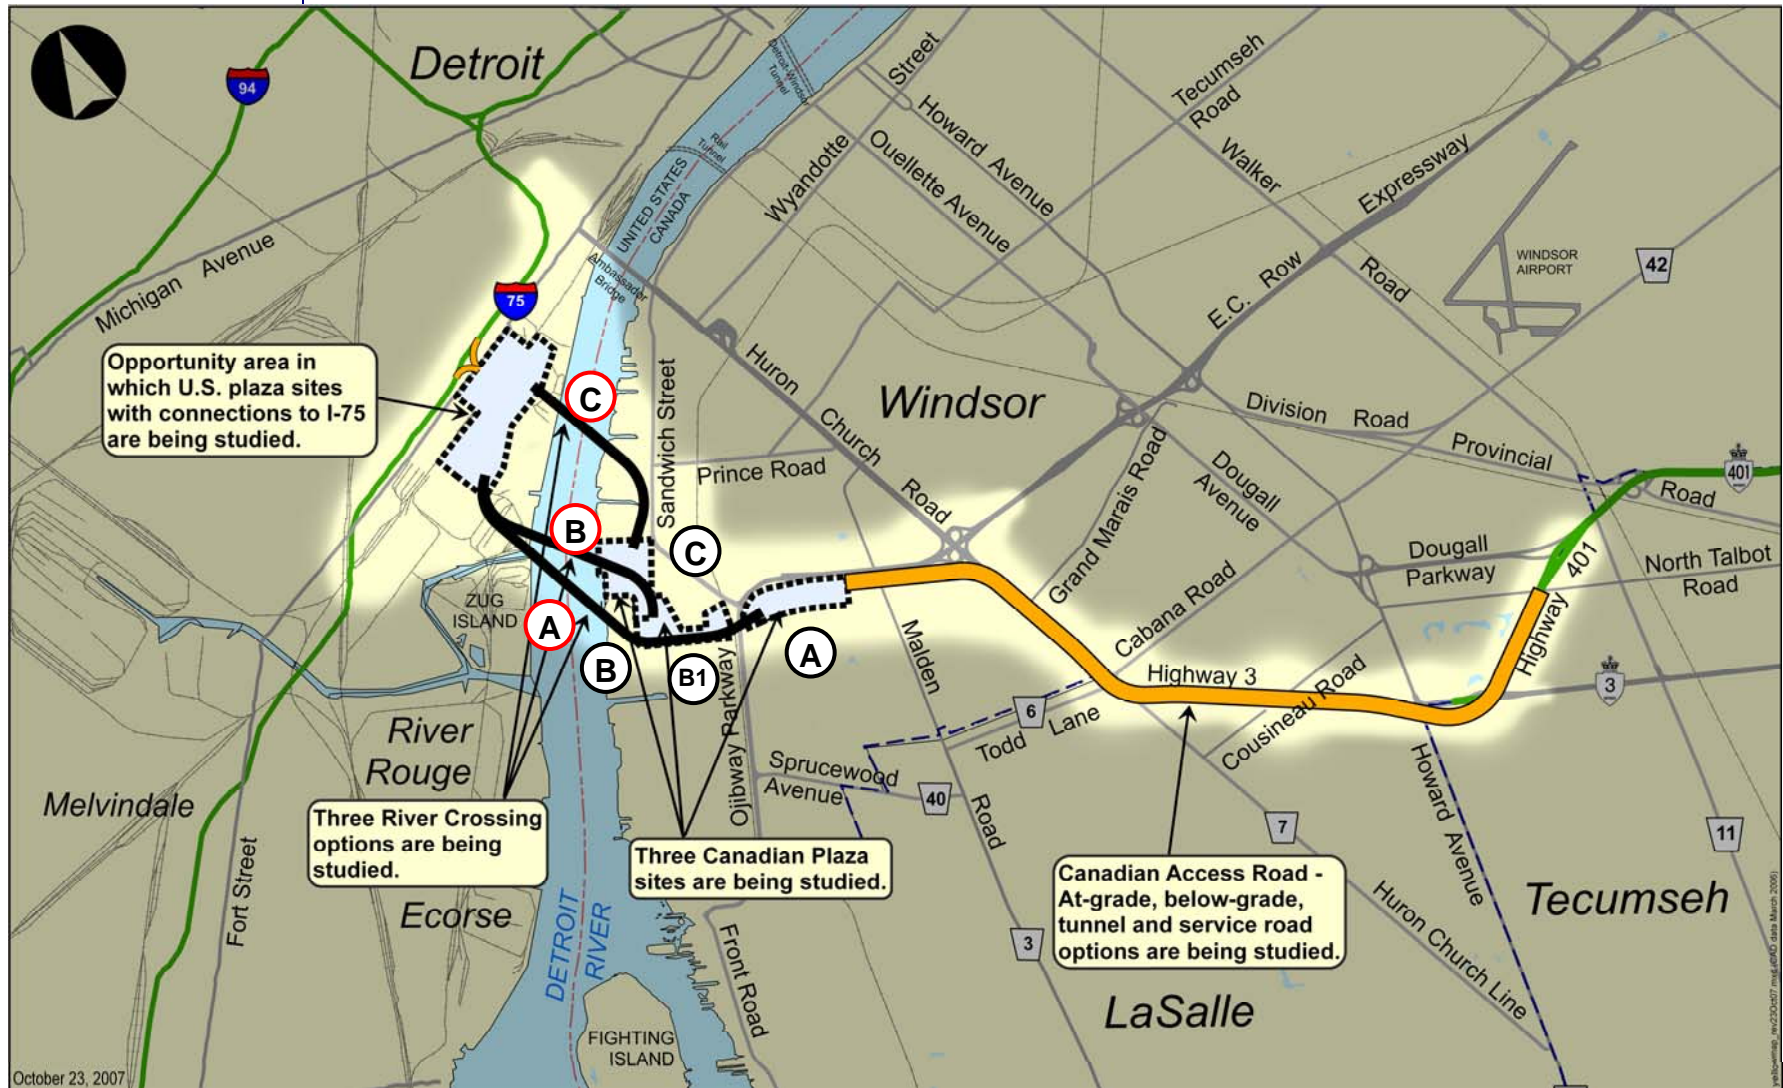 Detroit
94
Detroit-Windsor
Tunnel
Rail
Tunnel
UNITED STATES
CANADA
Ambassador
Bridge
Street
Wyandotte
Howard Avenue
Ouellette Avenue
Tecumseh
Road
Walker
Road
Expressway
E.C. Row
WINDSOR
AIRPORT
42
Michigan Avenue
75
Opportunity area in
which U.S. plaza sites
with connections to I-75
are being studied.
C
Sandwich Street
Huron
Church
Road
Windsor
Division Road
Provincial
Road
401
Prince Road
Grand Marais Road
Dougall
Avenue
Dougall
Parkway
North Talbot
Road
401
Highway
B
C
ZUG
ISLAND
A
B
B1
A
Malden
Road
Cabana Road
Highway 3
Cousineau Road
3
6
Todd Lane
Ojibway Parkway
Sprucewood
Avenue
40
River
Rouge
Melvindale
Three River Crossing
options are being
studied.
Three Canadian Plaza
sites are being studied.
Canadian Access Road -
At-grade, below-grade,
tunnel and service road
options are being studied.
7
Howard Avenue
11
Huron Church Line
Tecumseh
Fort Street
Ecorse
DETROIT
RIVER
Front Road
3
LaSalle
FIGHTING
ISLAND
October 23, 2007